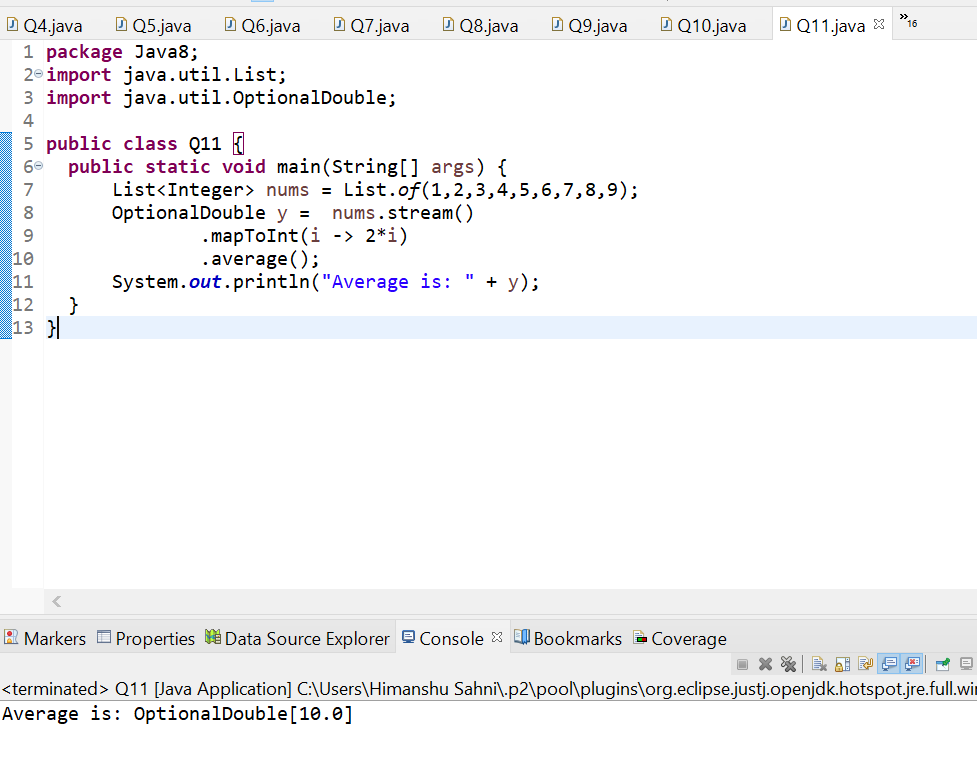 Q4.java Q5.java Q6.java Q7.java Q8.java Q9.java Q10.java Q11.java »16
1 package Java8;
2 import java.util.List;
3 import java.util.OptionalDouble;
4
5 public class Q11 {
6   public static void main(String[] args) {
7       List<Integer> nums = List.of(1,2,3,4,5,6,7,8,9);
8       OptionalDouble y =  nums.stream()
9               .mapToInt(i -> 2*i)
10               .average();
11       System.out.println("Average is: " + y);
12   }
13 }
Markers Properties Data Source Explorer Console Bookmarks Coverage
<terminated> Q11 [Java Application] C:\Users\Himanshu Sahni\.p2\pool\plugins\org.eclipse.justj.openjdk.hotspot.jre.full.win
Average is: OptionalDouble[10.0]